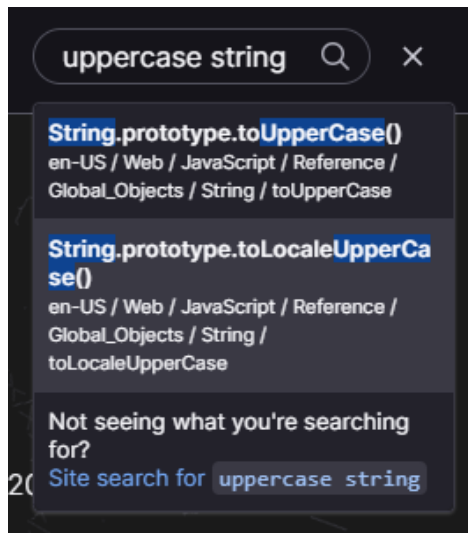 uppercase string
String.prototype.toUpperCase()
en-US / Web / JavaScript / Reference /
Global_Objects / String / toUpperCase
String.prototype.toLocaleUpperCa
se()
en-US / Web / JavaScript / Reference /
Global_Objects / String /
toLocaleUpperCase
Not seeing what you're searching
for?
20
Site search for uppercase string